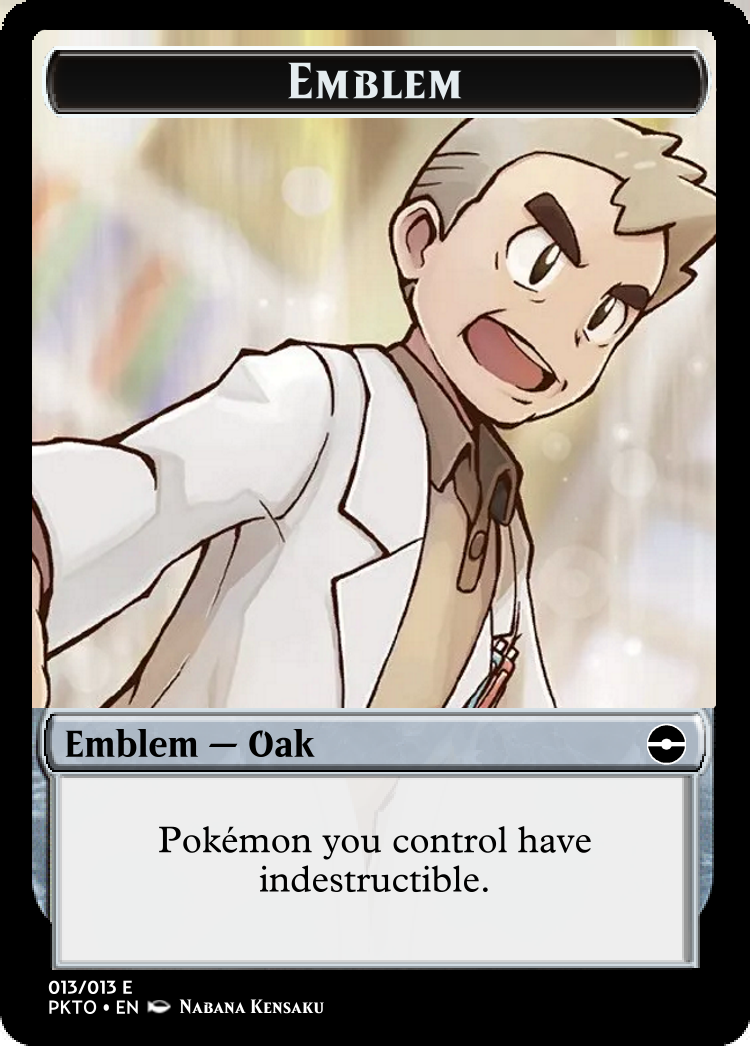 Emblem
Emblem — Oak
Pokémon you control have
indestructible.
013/013 E
PKTO • EN Nabana Kensaku